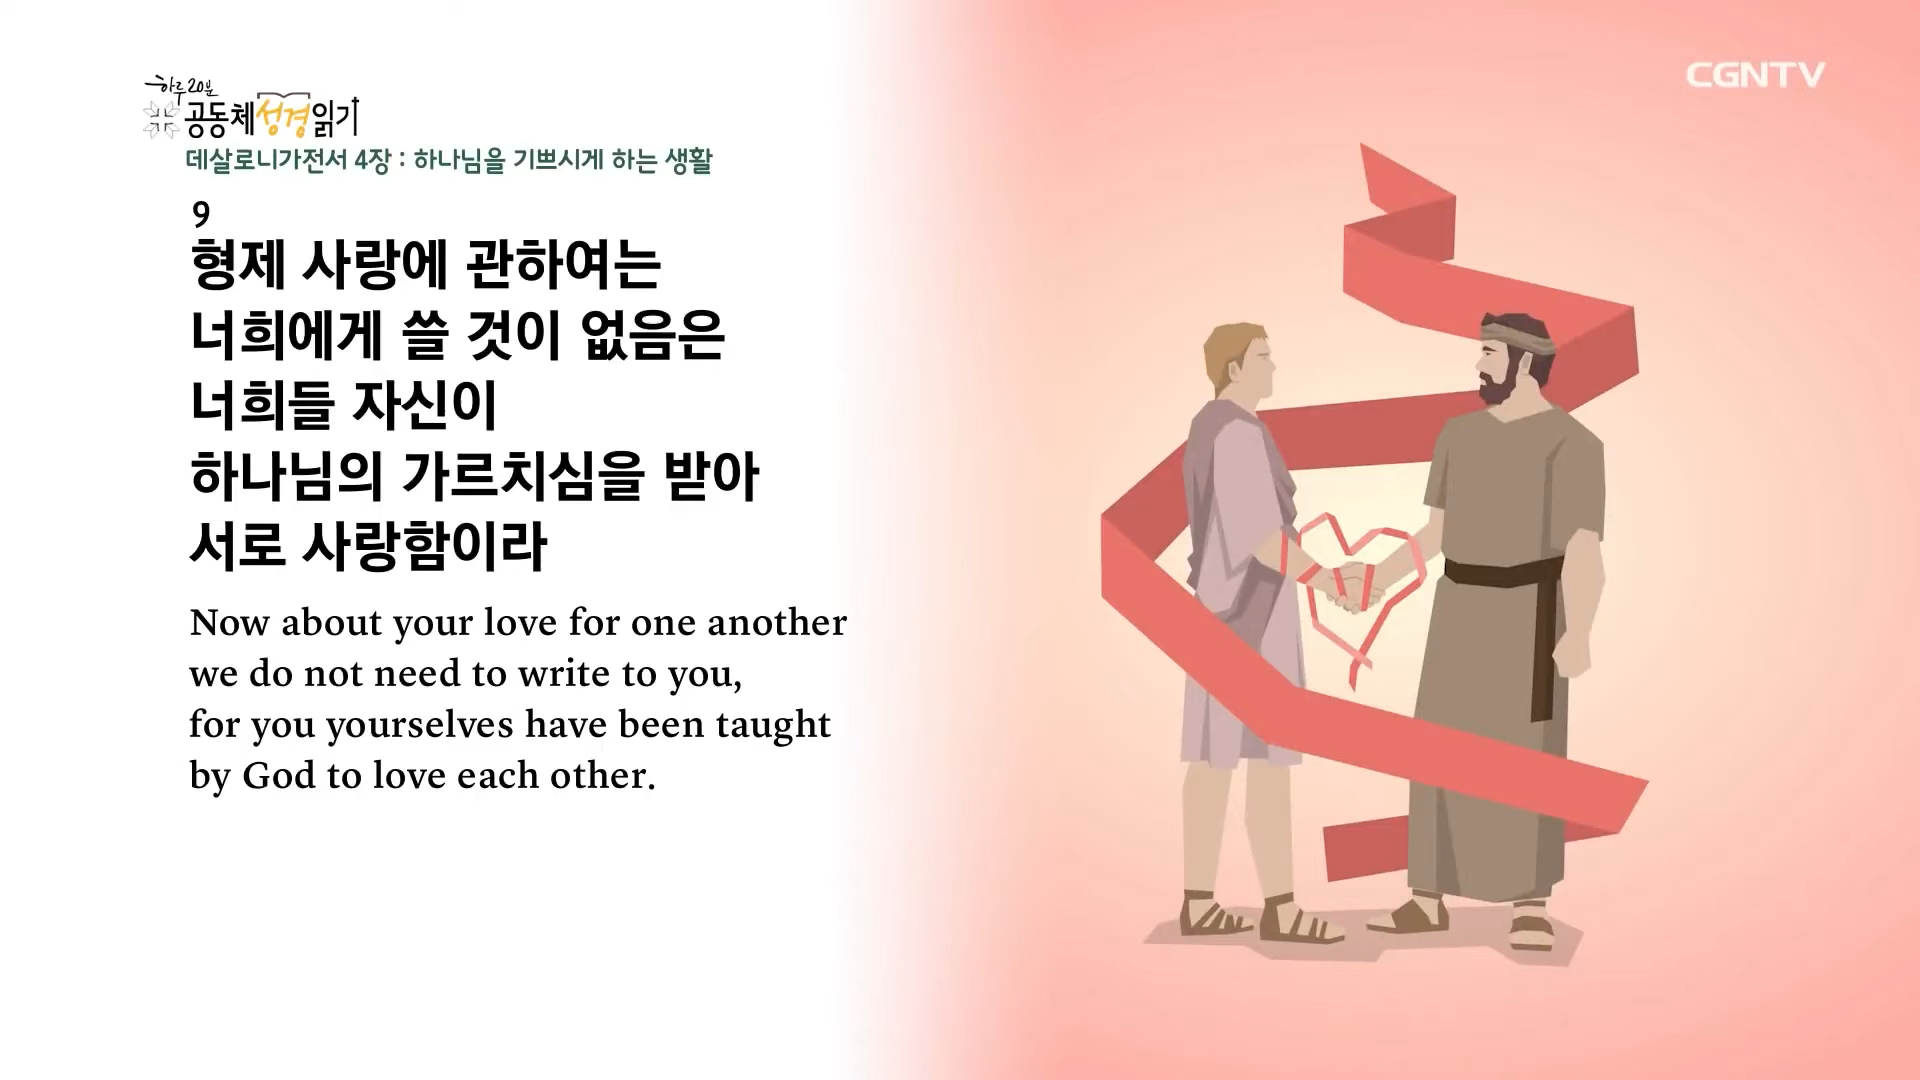 하루 20분
공동체성경읽기
CGNTV
데살로니가전서 4장 : 하나님을 기쁘시게 하는 생활
9
형제 사랑에 관하여는
너희에게 쓸 것이 없음은
너희들 자신이
하나님의 가르치심을 받아
서로 사랑함이라
Now about your love for one another
we do not need to write to you,
for you yourselves have been taught
by God to love each other.